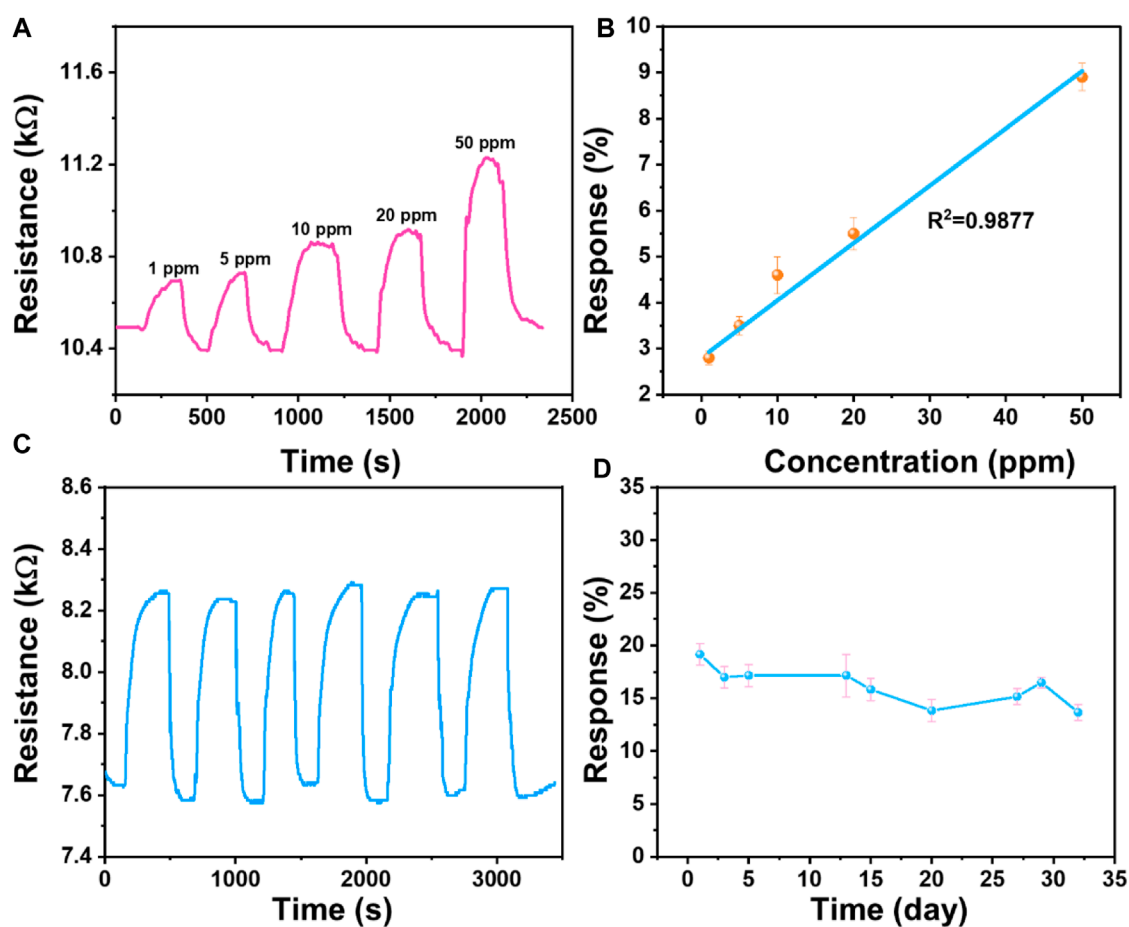 A
Resistance (kΩ)
11.6
11.2
10.8
10.4
1 ppm
5 ppm
10 ppm
20 ppm
50 ppm
0
500
1000
1500
2000
2500
Time (s)
B
Response (%)
10
9
8
7
6
5
4
3
2
R²=0.9877
0
10
20
30
40
50
Concentration (ppm)
C
Resistance (kΩ)
8.6
8.4
8.2
8.0
7.8
7.6
7.4
0
1000
2000
3000
Time (s)
D
Response (%)
35
30
25
20
15
10
5
0
0
5
10
15
20
25
30
35
Time (day)